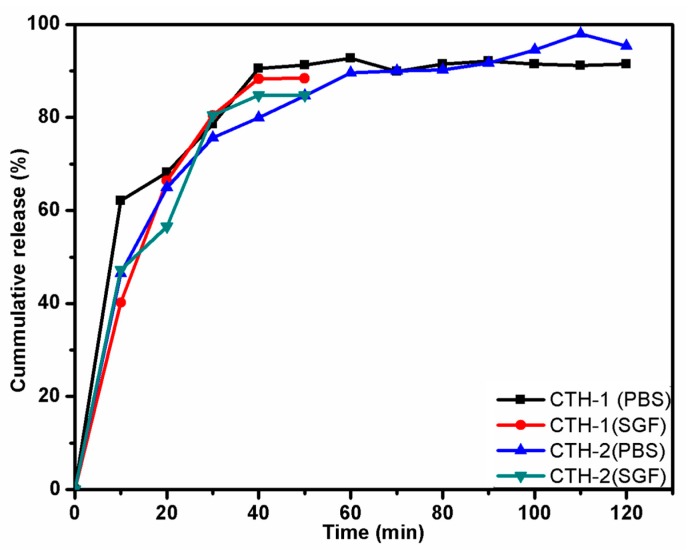 100
80
60
40
20
0
Cummulative release (%)
0 20 40 60 80 100 120
Time (min)
CTH-1 (PBS)
CTH-1(SGF)
CTH-2(PBS)
CTH-2(SGF)